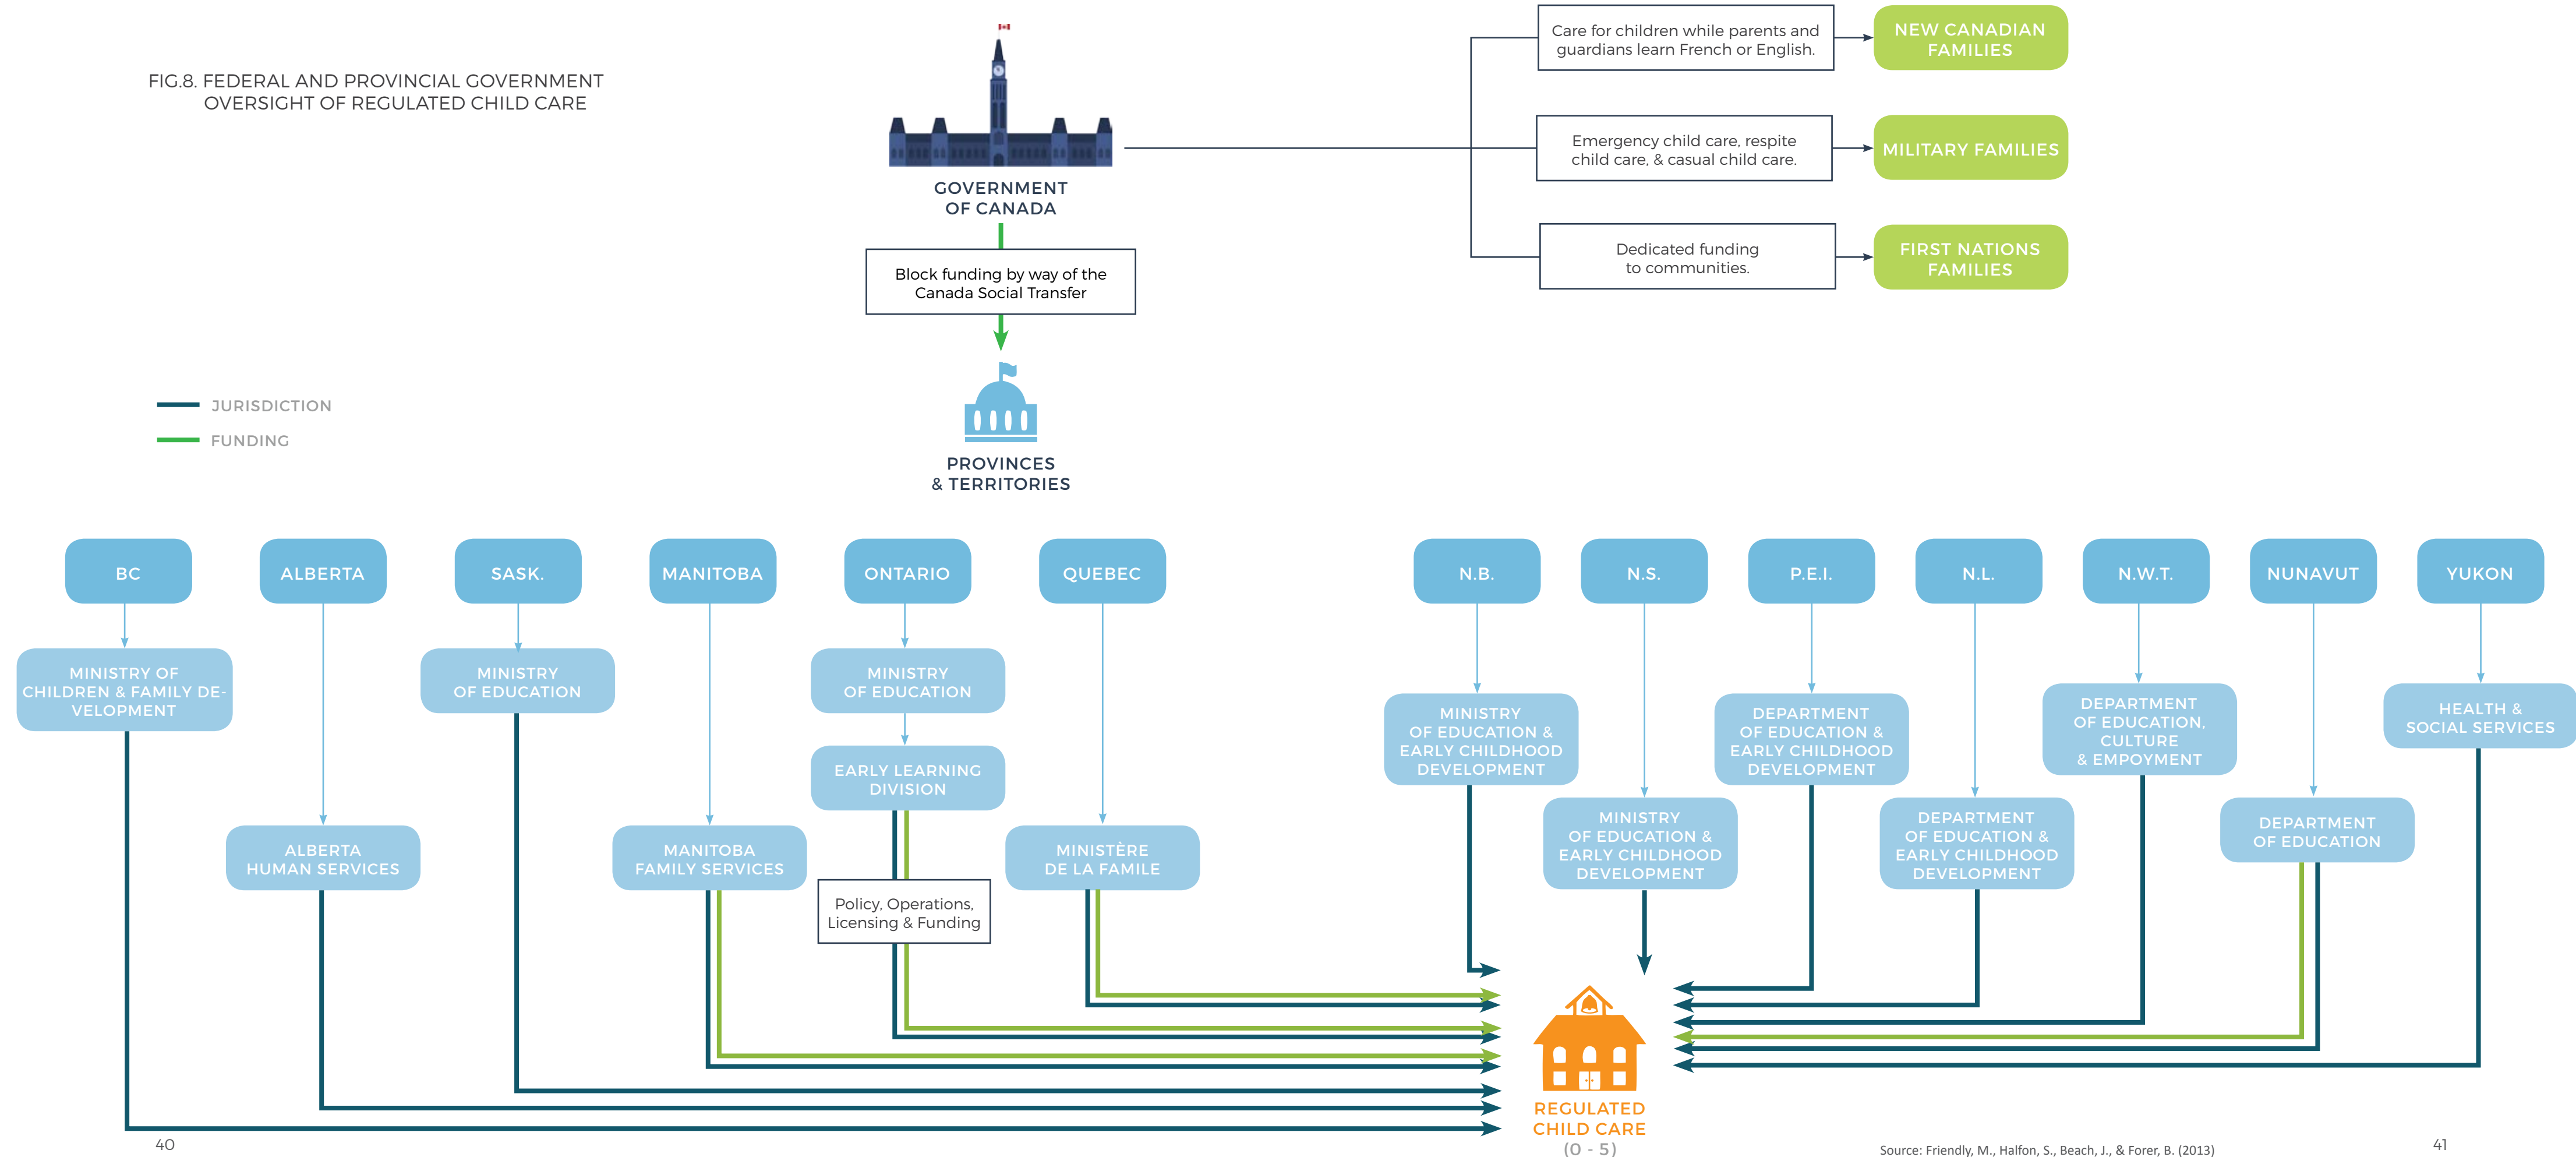 FIG.8. FEDERAL AND PROVINCIAL GOVERNMENT
OVERSIGHT OF REGULATED CHILD CARE
GOVERNMENT
OF CANADA
Care for children while parents and
guardians learn French or English.
NEW CANADIAN
FAMILIES
Emergency child care, respite
child care, & casual child care.
MILITARY FAMILIES
Dedicated funding
to communities.
FIRST NATIONS
FAMILIES
Block funding by way of the
Canada Social Transfer
JURISDICTION
FUNDING
PROVINCES
& TERRITORIES
BC
ALBERTA
SASK.
MANITOBA
ONTARIO
QUEBEC
N.B.
N.S.
P.E.I.
N.L.
N.W.T.
NUNAVUT
YUKON
MINISTRY OF
CHILDREN & FAMILY DE-
VELOPMENT
ALBERTA
HUMAN SERVICES
MINISTRY
OF EDUCATION
MANITOBA
FAMILY SERVICES
MINISTRY
OF EDUCATION
EARLY LEARNING
DIVISION
Policy, Operations,
Licensing & Funding
MINISTÈRE
DE LA FAMILE
MINISTRY
OF EDUCATION &
EARLY CHILDHOOD
DEVELOPMENT
MINISTRY
OF EDUCATION &
EARLY CHILDHOOD
DEVELOPMENT
DEPARTMENT
OF EDUCATION &
EARLY CHILDHOOD
DEVELOPMENT
DEPARTMENT
OF EDUCATION &
EARLY CHILDHOOD
DEVELOPMENT
DEPARTMENT
OF EDUCATION,
CULTURE
& EMPOYMENT
DEPARTMENT
OF EDUCATION
HEALTH &
SOCIAL SERVICES
REGULATED
CHILD CARE
(0 - 5)
40
Source: Friendly, M., Halfon, S., Beach, J., & Forer, B. (2013)
41